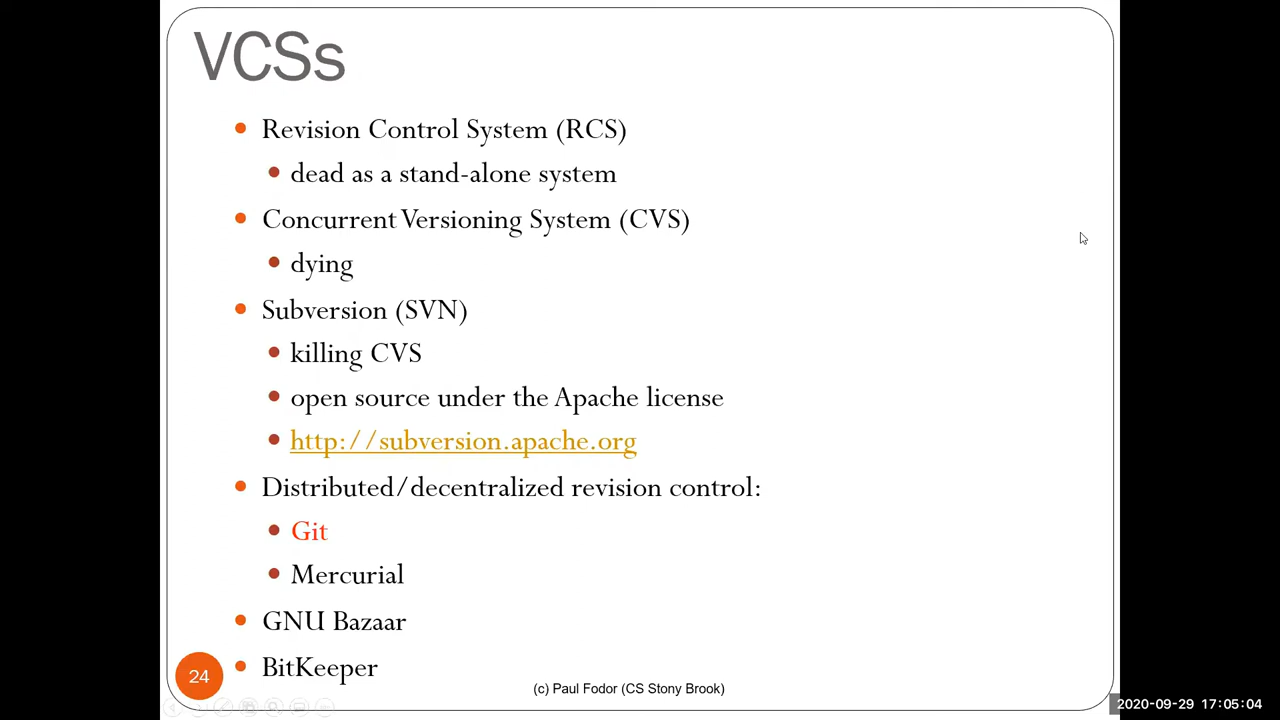 VCSs
Revision Control System (RCS)
dead as a stand-alone system
Concurrent Versioning System (CVS)
dying
Subversion (SVN)
killing CVS
open source under the Apache license
http://subversion.apache.org
Distributed/decentralized revision control:
Git
Mercurial
GNU Bazaar
BitKeeper
24
(c) Paul Fodor (CS Stony Brook)
2020-09-29 17:05:04